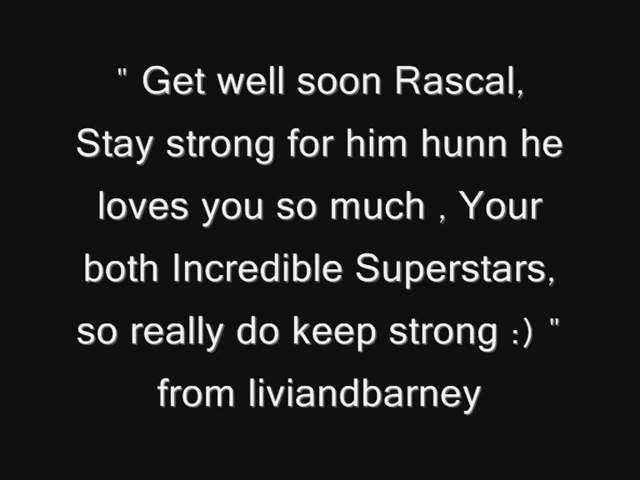 " Get well soon Rascal,
Stay strong for him hunn he
loves you so much , Your
both Incredible Superstars,
so really do keep strong :) "
from liviandbarney